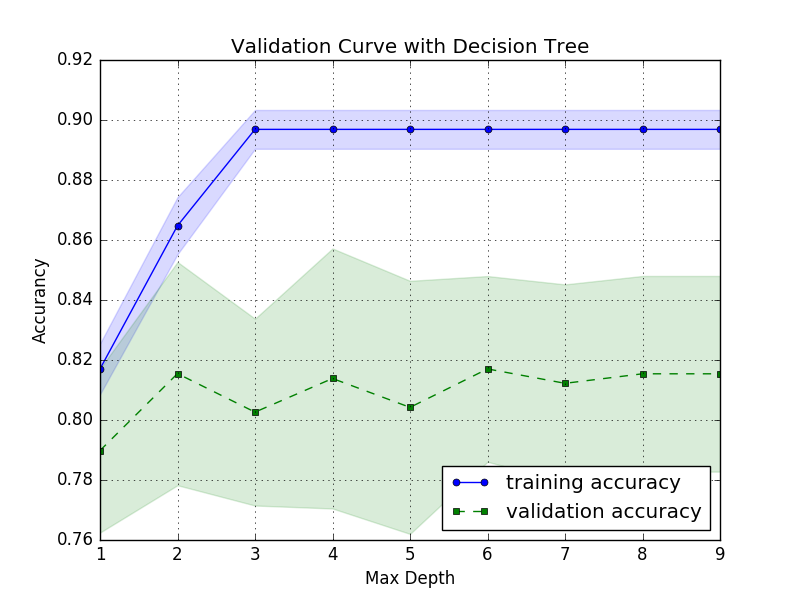 Validation Curve with Decision Tree
0.92
0.90
0.88
0.86
0.84
0.82
0.80
0.78
0.76
Accurancy
1 2 3 4 5 6 7 8 9
Max Depth
training accuracy
validation accuracy